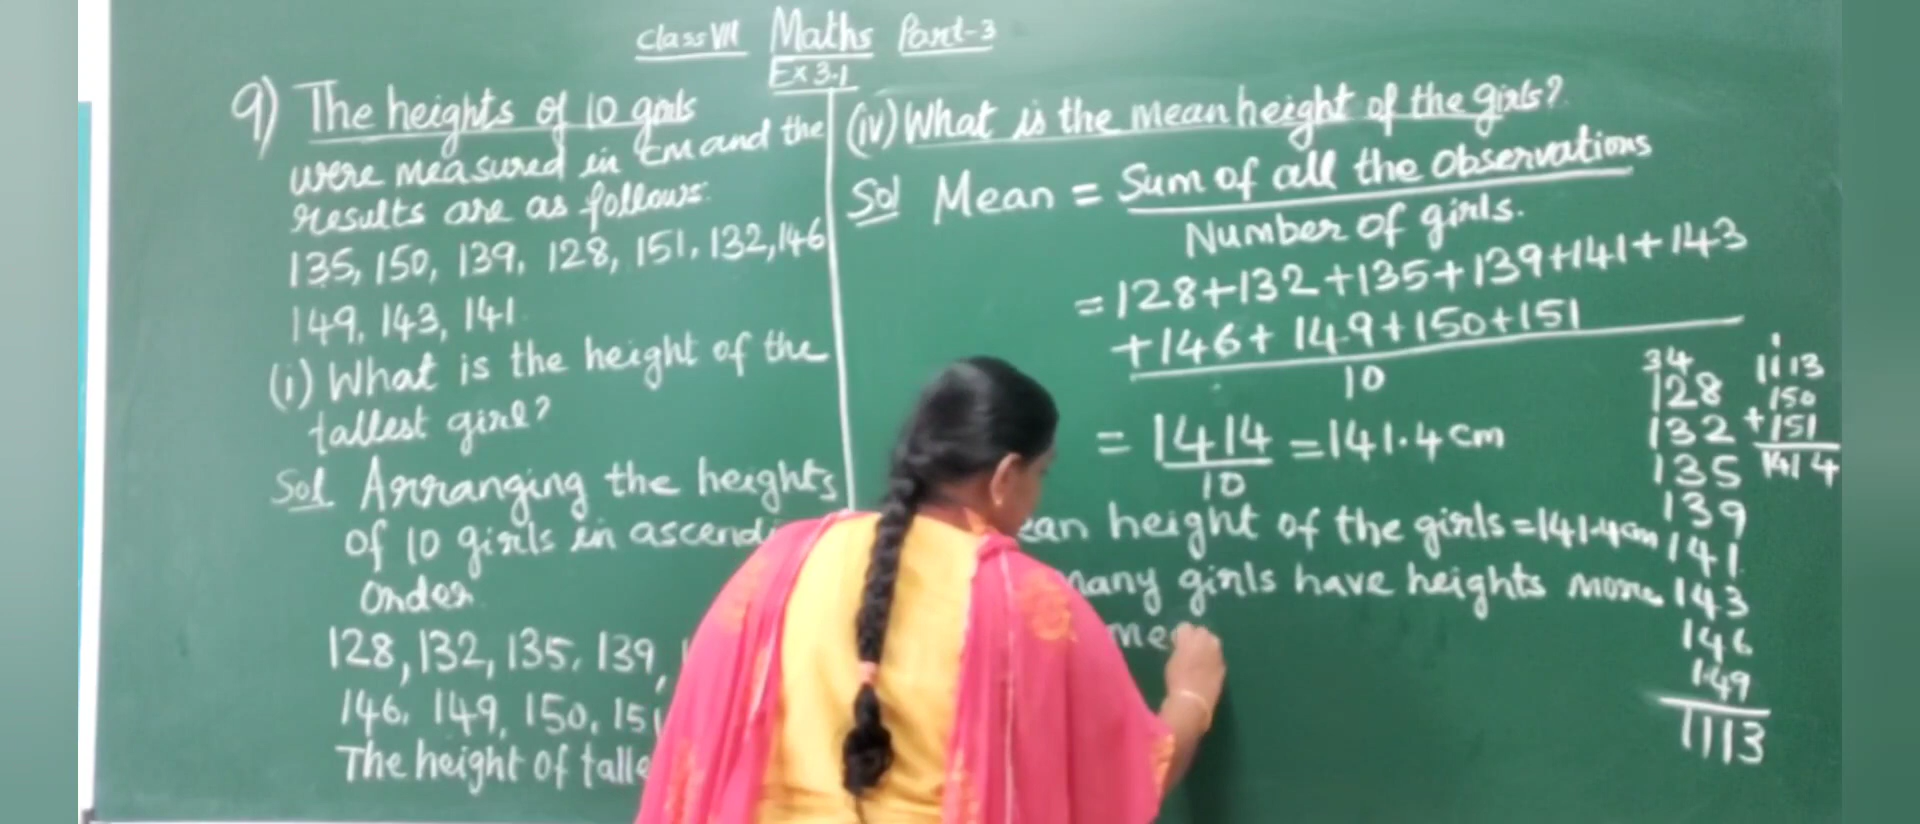 Class VII Maths Part-3
Ex 3.1
9) The heights of 10 girls
were measured in cm and the
results are as follows:
135, 150, 139, 128, 151, 132, 146
149, 143, 141.
(i) What is the height of the
tallest girl?
Sol Arranging the heights
of 10 girls in ascendi
Order
128, 132, 135, 139,
146, 149, 150, 151
The height of talle
(iv) What is the mean height of the girls?
Sol Mean = Sum of all the Observations
Number of girls.
= 128+132+135+139+141+143
+146+149+150+151
10
= 1414 = 141.4 cm
10
ean height of the girls = 141.4 cm
many girls have heights more
me
34
128
132
135
139
141
143
146
149
1113
1
1113
150
+151
1414